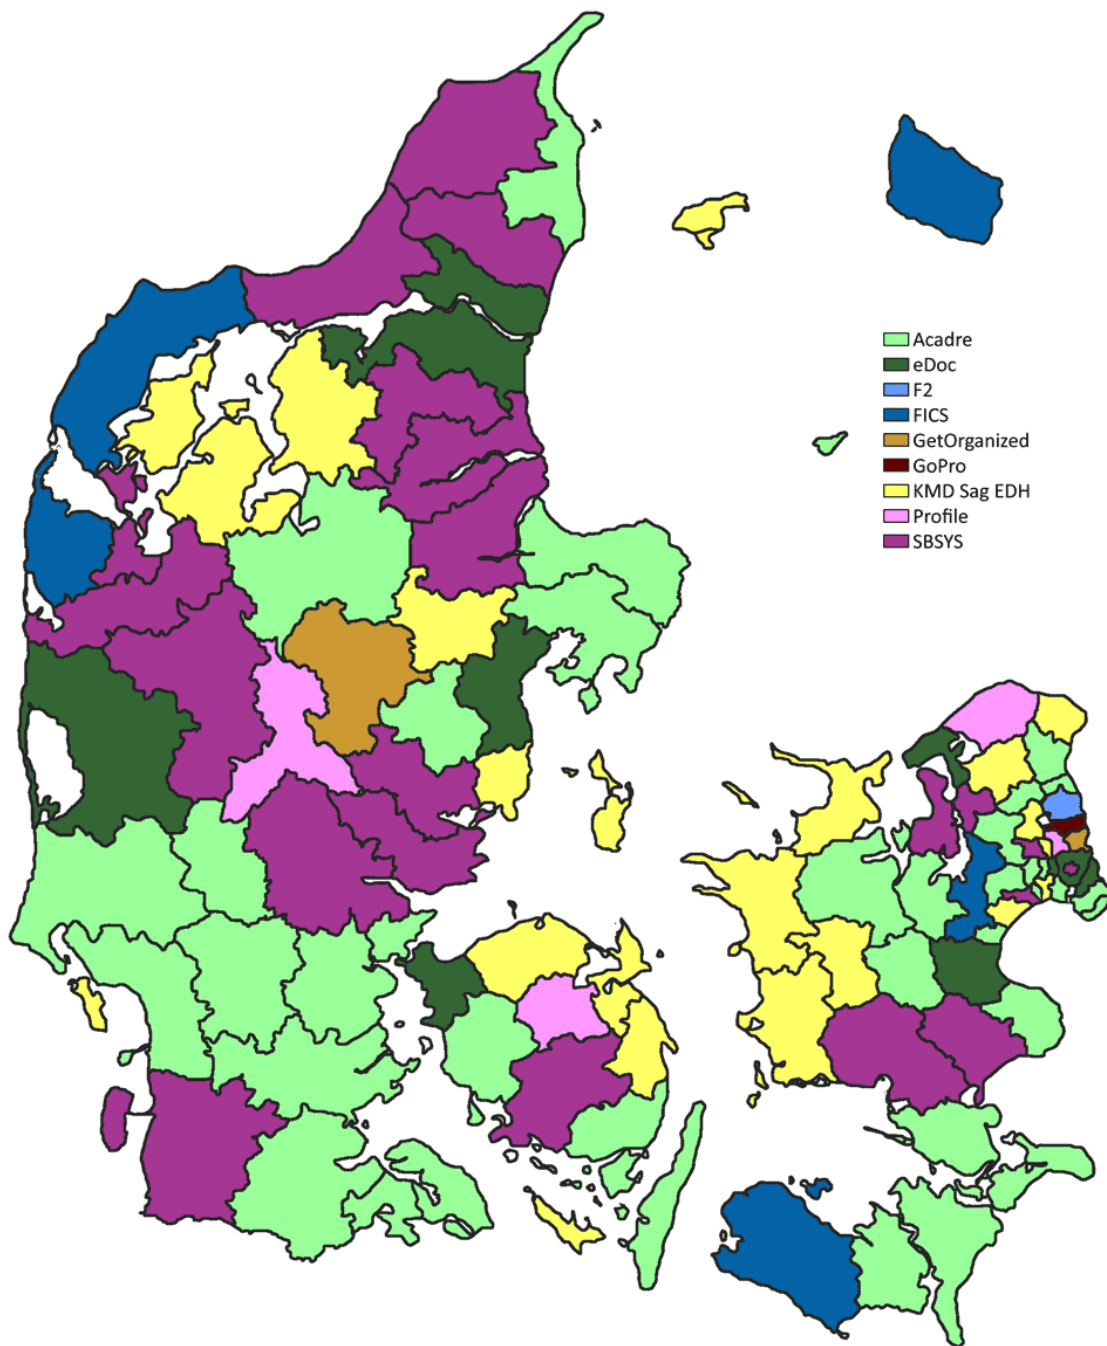 Acadre
eDoc
F2
FICS
GetOrganized
GoPro
KMD Sag EDH
Profile
SBSYS